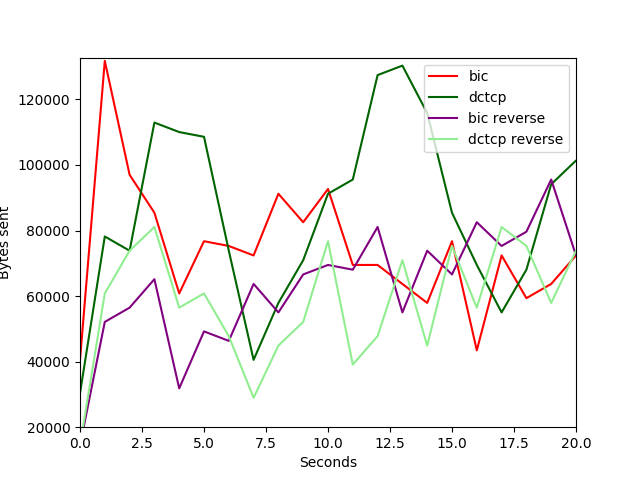 120000
100000
80000
60000
40000
20000
Bytes sent
0.0 2.5 5.0 7.5 10.0 12.5 15.0 17.5 20.0
Seconds
bic
dctcp
bic reverse
dctcp reverse